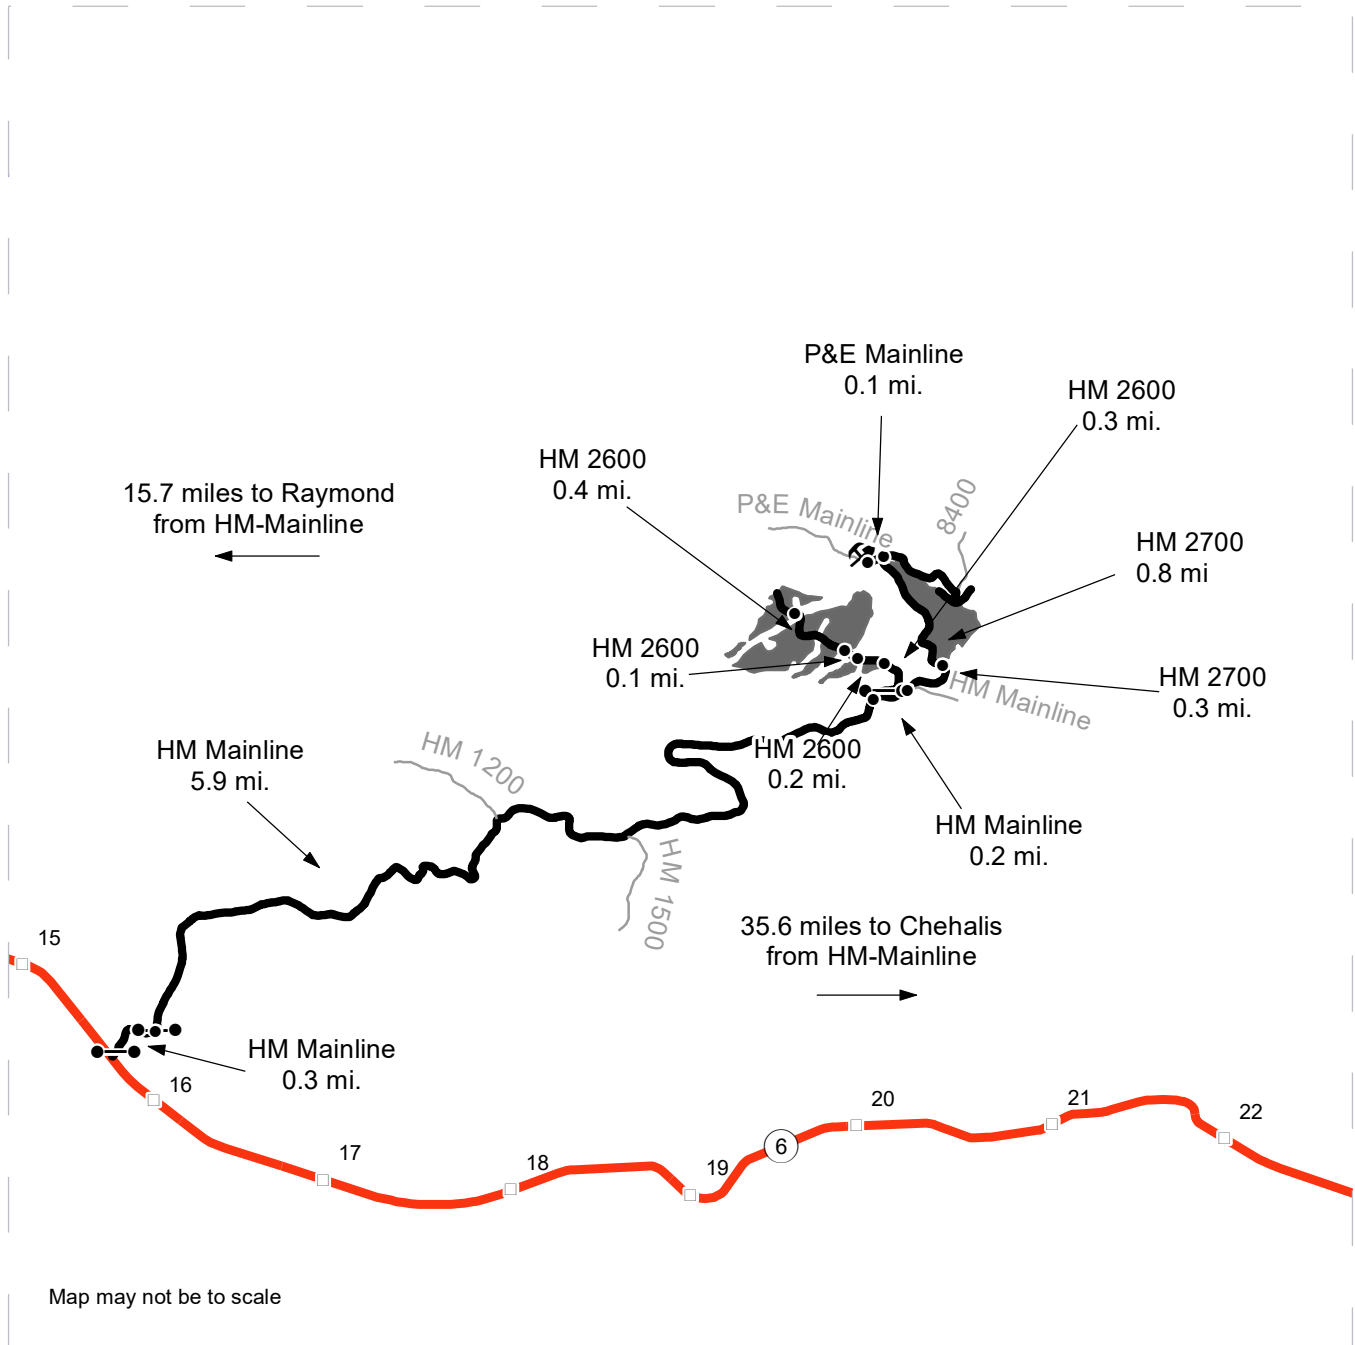 P&E Mainline
0.1 mi.
HM 2600
0.3 mi.
HM 2600
0.4 mi.
15.7 miles to Raymond
from HM-Mainline
P&E Mainline
8400
HM 2700
0.8 mi
HM 2600
0.1 mi.
HM 2700
0.3 mi.
HM Mainline
HM 2600
0.2 mi.
HM Mainline
5.9 mi.
HM 1200
HM Mainline
0.2 mi.
HM 1500
35.6 miles to Chehalis
from HM-Mainline
15
HM Mainline
0.3 mi.
16
17
18
19
6
20
21
22
Map may not be to scale